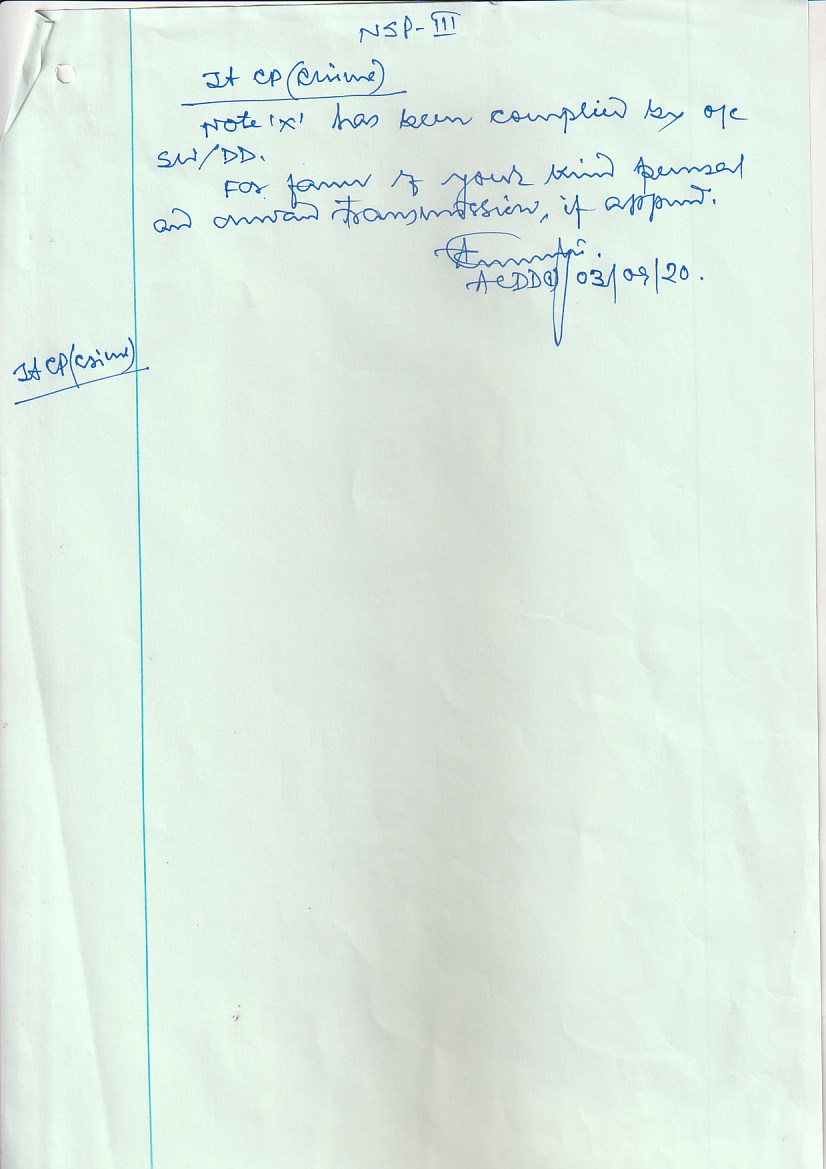 NSP-III
Jt CP (Crime)
Note 'X' has been complied by o/c
SW/DD.
For favour of your kind perusal
and onward transmission, if approved.
ACDD(I) 03/09/20.
Jt CP (Crime)